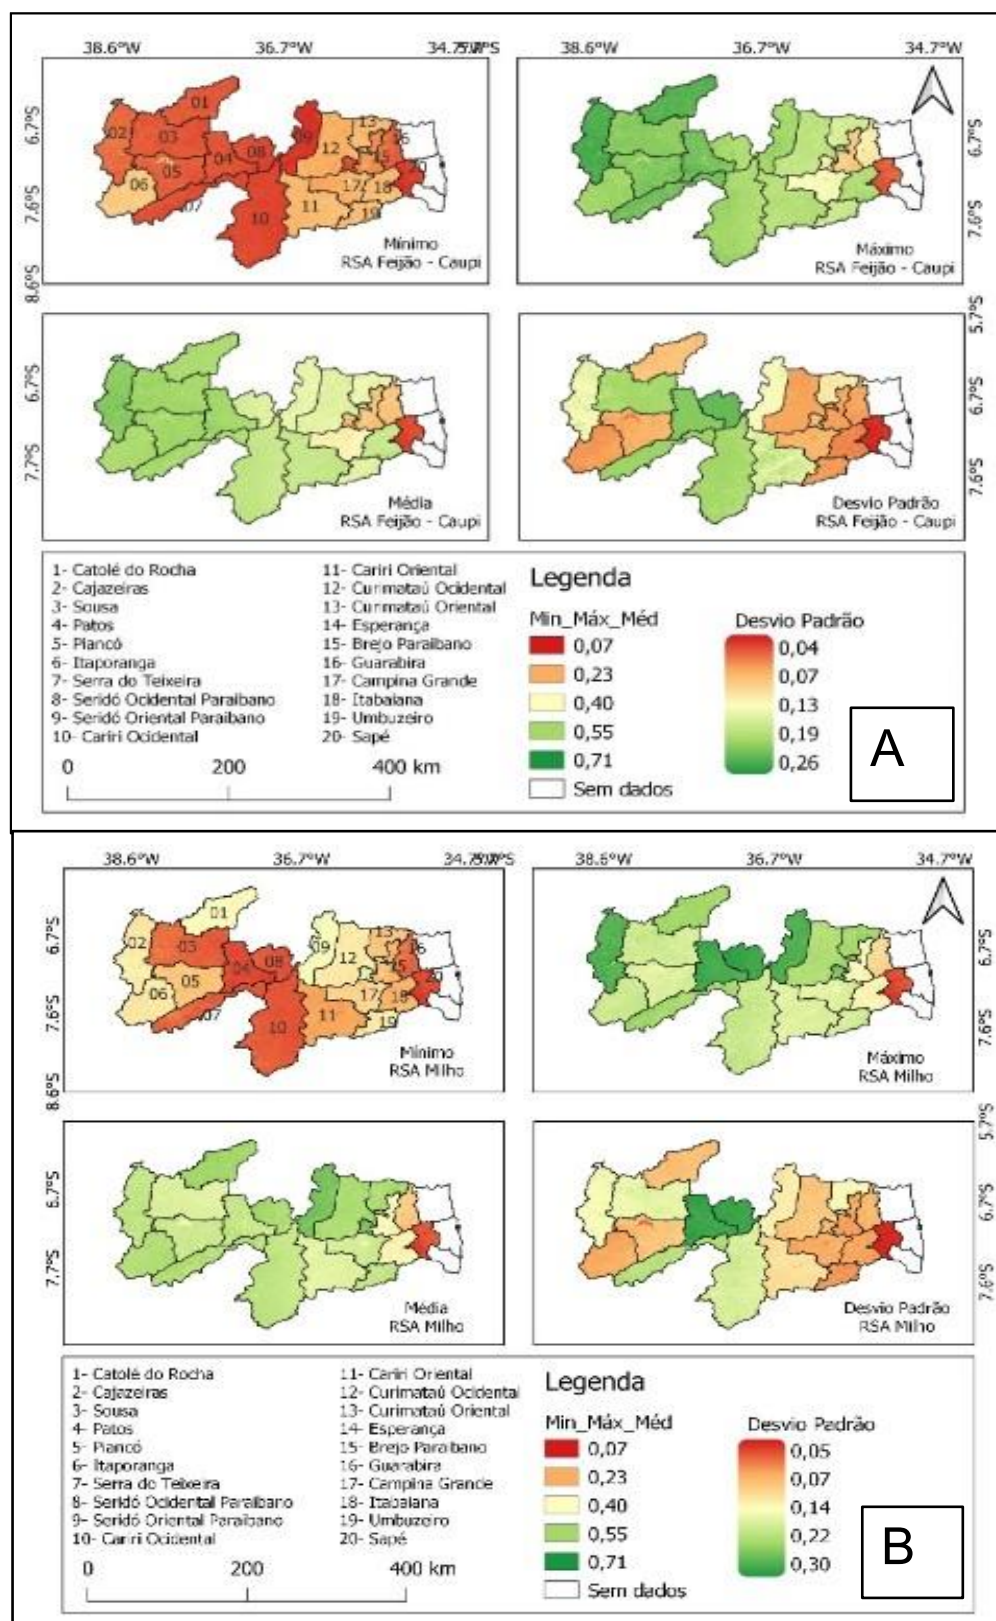 38.6°W 36.7°W 34.7
38.6°W 36.7°W 34.7°W
6.7°S
7.6°S
8.6°S
01
02
03
04
05
06
07
08
09
10
11
12
13
15
16
17
18
19
20
Mínimo
RSA Feijão - Caupi
Máximo
RSA Feijão - Caupi
6.7°S
7.6°S
5.7°S
6.7°S
7.7°S
Média
RSA Feijão - Caupi
Desvio Padrão
RSA Feijão - Caupi
6.7°S
7.6°S
1- Catolé do Rocha
2- Cajazeiras
3- Sousa
4- Patos
5- Piancó
6- Itaporanga
7- Serra do Teixeira
8- Seridó Ocidental Paraibano
9- Seridó Oriental Paraibano
10- Cariri Ocidental
11- Cariri Oriental
12- Curimataú Ocidental
13- Curimataú Oriental
14- Esperança
15- Brejo Paraibano
16- Guarabira
17- Campina Grande
18- Itabaiana
19- Umbuzeiro
20- Sapé
Legenda
Min_Máx_Méd
0,07
0,23
0,40
0,55
0,71
Sem dados
Desvio Padrão
0,04
0,07
0,13
0,19
0,26
0 200 400 km
A
38.6°W 36.7°W 34.7
38.6°W 36.7°W 34.7°W
6.7°S
7.6°S
8.6°S
01
02
03
04
05
06
07
08
09
10
11
12
13
15
16
17
18
19
20
Mínimo
RSA Milho
Máximo
RSA Milho
6.7°S
7.6°S
5.7°S
6.7°S
7.7°S
Média
RSA Milho
Desvio Padrão
RSA Milho
6.7°S
7.6°S
1- Catolé do Rocha
2- Cajazeiras
3- Sousa
4- Patos
5- Piancó
6- Itaporanga
7- Serra do Teixeira
8- Seridó Ocidental Paraibano
9- Seridó Oriental Paraibano
10- Cariri Ocidental
11- Cariri Oriental
12- Curimataú Ocidental
13- Curimataú Oriental
14- Esperança
15- Brejo Paraibano
16- Guarabira
17- Campina Grande
18- Itabaiana
19- Umbuzeiro
20- Sapé
Legenda
Min_Máx_Méd
0,07
0,23
0,40
0,55
0,71
Sem dados
Desvio Padrão
0,05
0,07
0,14
0,22
0,30
0 200 400 km
B